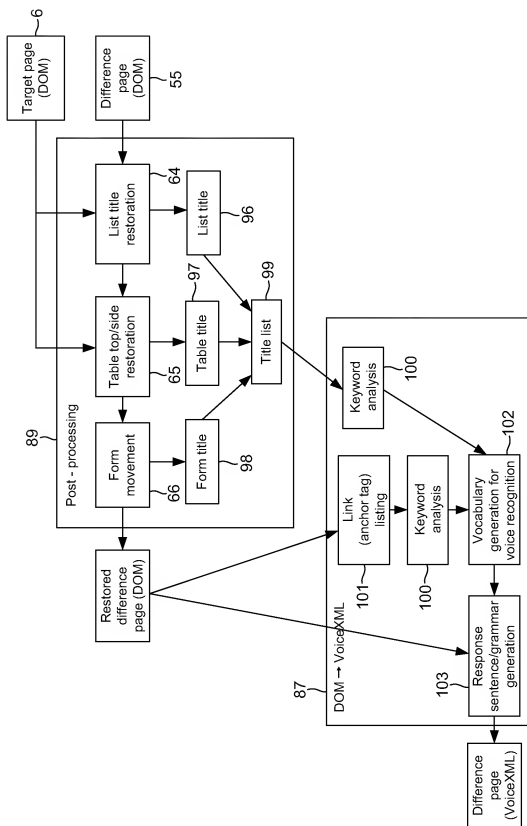 Target page
(DOM)
6
Difference
page (DOM)
55
89
Post - processing
List title
restoration
64
Table top/side
restoration
65
Form
movement
66
List title
96
Table title
97
Form title
98
Title list
99
Restored
difference
page (DOM)
87
DOM → VoiceXML
Keyword
analysis
100
Link
(anchor tag)
listing
101
Keyword
analysis
100
Vocabulary
generation for
voice recognition
102
Response
sentence/grammar
generation
103
Difference
page
(VoiceXML)